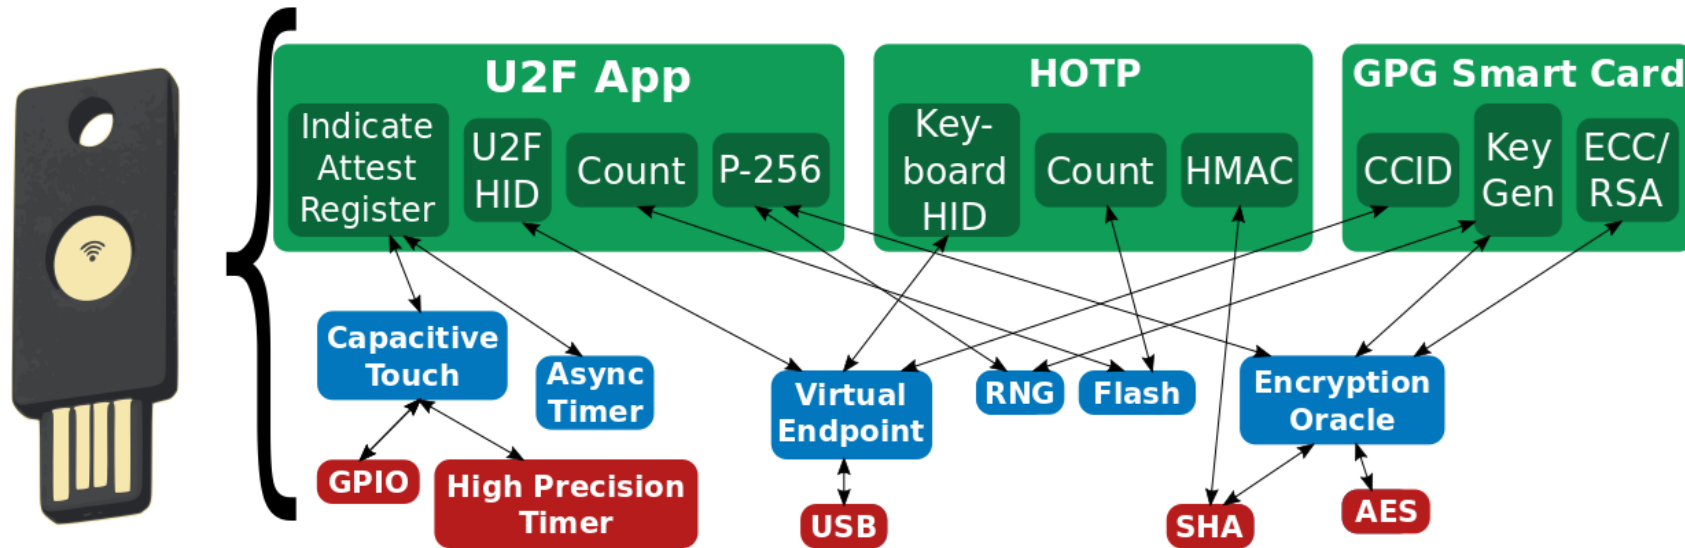 U2F App
Indicate
Attest
Register
U2F
HID
Count
P-256
HOTP
Key-
board
HID
Count
HMAC
GPG Smart Card
CCID
Key
Gen
ECC/
RSA
Capacitive
Touch
Async
Timer
Virtual
Endpoint
RNG
Flash
Encryption
Oracle
GPIO
High Precision
Timer
USB
SHA
AES